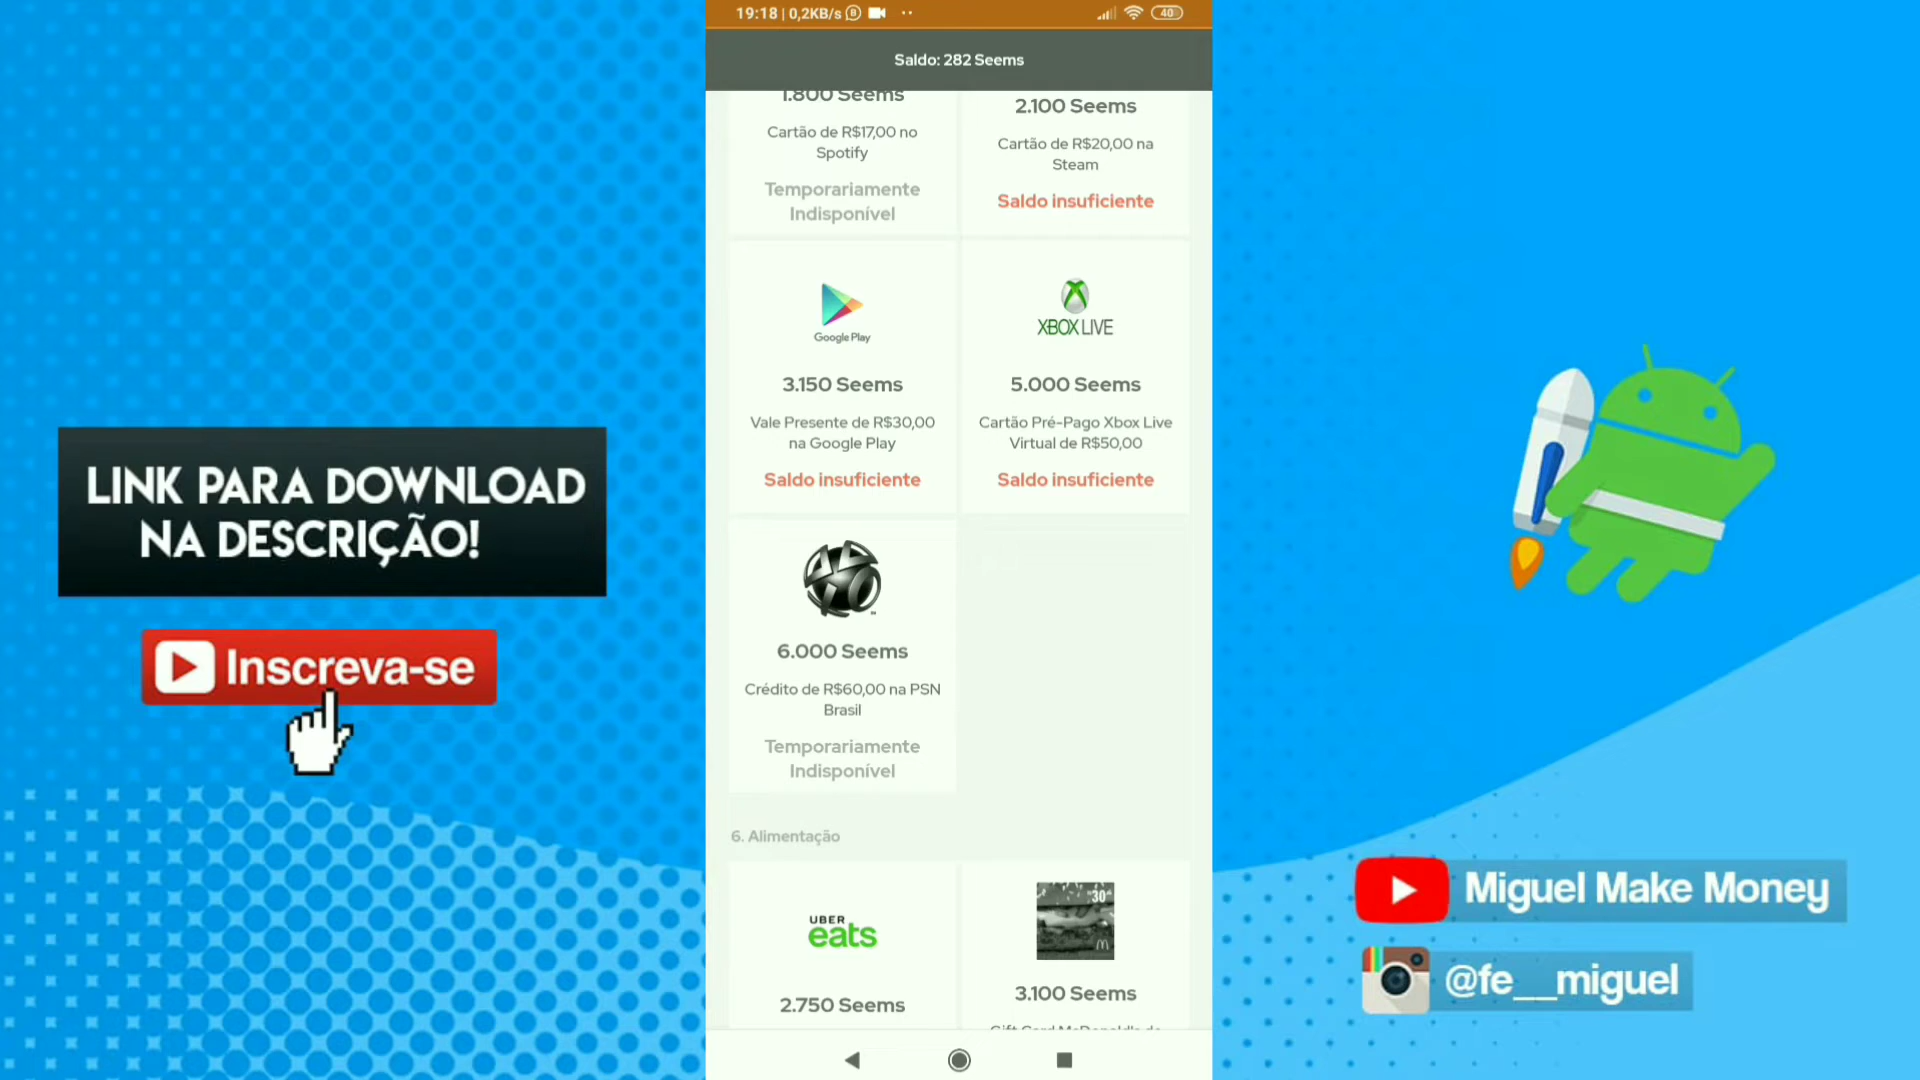 19:18 | 0,2KB/s
40
Saldo: 282 Seems
1.800 Seems
Cartão de R$17,00 no
Spotify
Temporariamente
Indisponível
2.100 Seems
Cartão de R$20,00 na
Steam
Saldo insuficiente
Google Play
3.150 Seems
Vale Presente de R$30,00
na Google Play
Saldo insuficiente
XBOX LIVE
5.000 Seems
Cartão Pré-Pago Xbox Live
Virtual de R$50,00
Saldo insuficiente
6.000 Seems
Crédito de R$60,00 na PSN
Brasil
Temporariamente
Indisponível
6. Alimentação
UBER
eats
2.750 Seems
30
3.100 Seems
Gift Card McDonald's de
LINK PARA DOWNLOAD
NA DESCRIÇÃO!
Inscreva-se
Miguel Make Money
@fe__miguel